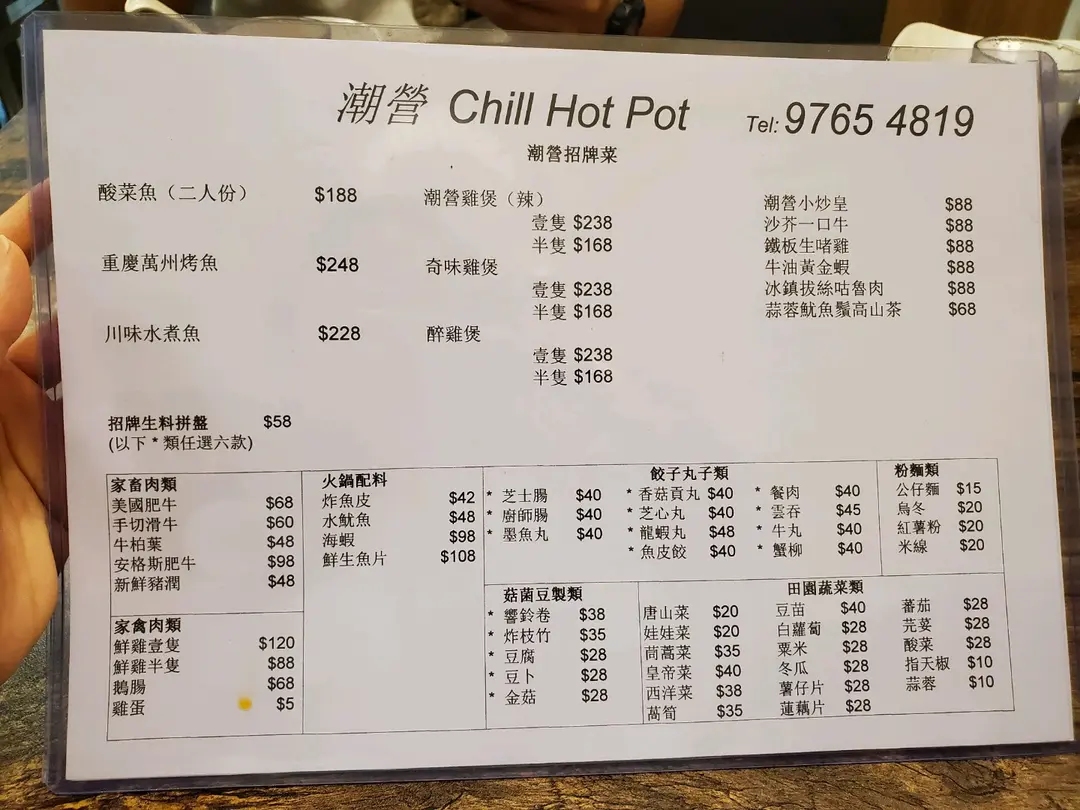 潮營 Chill Hot Pot Tel: 9765 4819
潮營招牌菜
酸菜魚（二人份） $188
重慶萬州烤魚 $248
川味水煮魚 $228
潮營雞煲（辣）
壹隻 $238
半隻 $168
奇味雞煲
壹隻 $238
半隻 $168
醉雞煲
壹隻 $238
半隻 $168
潮營小炒皇 $88
沙芥一口牛 $88
鐵板生啫雞 $88
牛油黃金蝦 $88
冰鎮拔絲咕魯肉 $88
蒜蓉魷魚鬚高山茶 $68
招牌生料拼盤 $58
(以下 * 類任選六款)
家畜肉類
美國肥牛 $68
手切滑牛 $60
牛柏葉 $48
安格斯肥牛 $98
新鮮豬潤 $48
家禽肉類
鮮雞壹隻 $120
鮮雞半隻 $88
鵝腸 $68
雞蛋 $5
火鍋配料
炸魚皮 $42
水魷魚 $48
海蝦 $98
鮮生魚片 $108
餃子丸子類
* 芝士腸 $40
* 廚師腸 $40
* 墨魚丸 $40
* 香菇貢丸 $40
* 芝心丸 $40
* 龍蝦丸 $48
* 魚皮餃 $40
* 餐肉 $40
* 雲吞 $45
* 牛丸 $40
* 蟹柳 $40
粉麵類
公仔麵 $15
烏冬 $20
紅薯粉 $20
米線 $20
菇菌豆製類
* 響鈴卷 $38
* 炸枝竹 $35
* 豆腐 $28
* 豆卜 $28
* 金菇 $28
田園蔬菜類
唐山菜 $20
娃娃菜 $20
茼蒿菜 $35
皇帝菜 $40
西洋菜 $38
萵筍 $35
豆苗 $40
白蘿蔔 $28
粟米 $28
冬瓜 $28
薯仔片 $28
蓮藕片 $28
蕃茄 $28
芫荽 $28
酸菜 $28
指天椒 $10
蒜蓉 $10